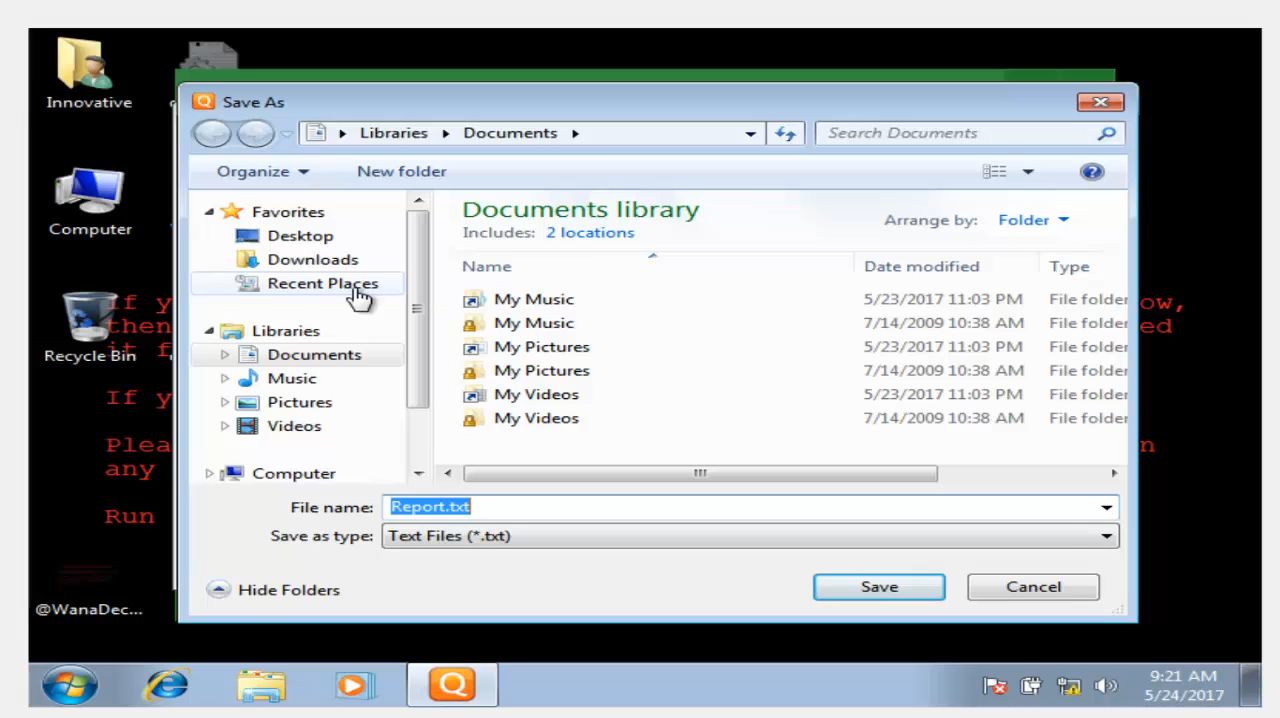 Innovative
Computer
Recycle Bin
@WanaDec...
If y
ow,
then
ed
it f
If y
Plea
n
any
Run
Save As
Libraries
Documents
Search Documents
Organize
New folder
Favorites
Desktop
Downloads
Recent Places
Libraries
Documents
Music
Pictures
Videos
Computer
Documents library
Includes: 2 locations
Arrange by: Folder
Name Date modified Type
My Music 5/23/2017 11:03 PM File folder
My Music 7/14/2009 10:38 AM File folder
My Pictures 5/23/2017 11:03 PM File folder
My Pictures 7/14/2009 10:38 AM File folder
My Videos 5/23/2017 11:03 PM File folder
My Videos 7/14/2009 10:38 AM File folder
File name: Report.txt
Save as type: Text Files (*.txt)
Hide Folders
Save
Cancel
9:21 AM
5/24/2017